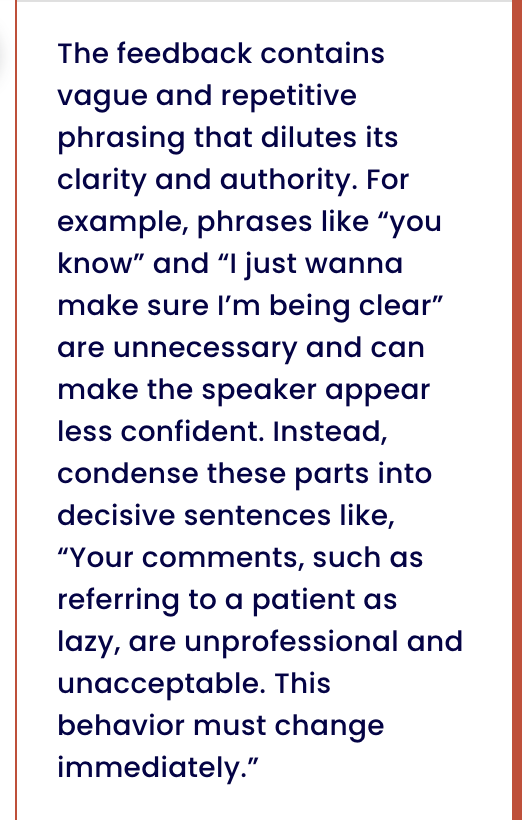 The feedback contains
vague and repetitive
phrasing that dilutes its
clarity and authority. For
example, phrases like “you
know” and “I just wanna
make sure I’m being clear”
are unnecessary and can
make the speaker appear
less confident. Instead,
condense these parts into
decisive sentences like,
“Your comments, such as
referring to a patient as
lazy, are unprofessional and
unacceptable. This
behavior must change
immediately.”